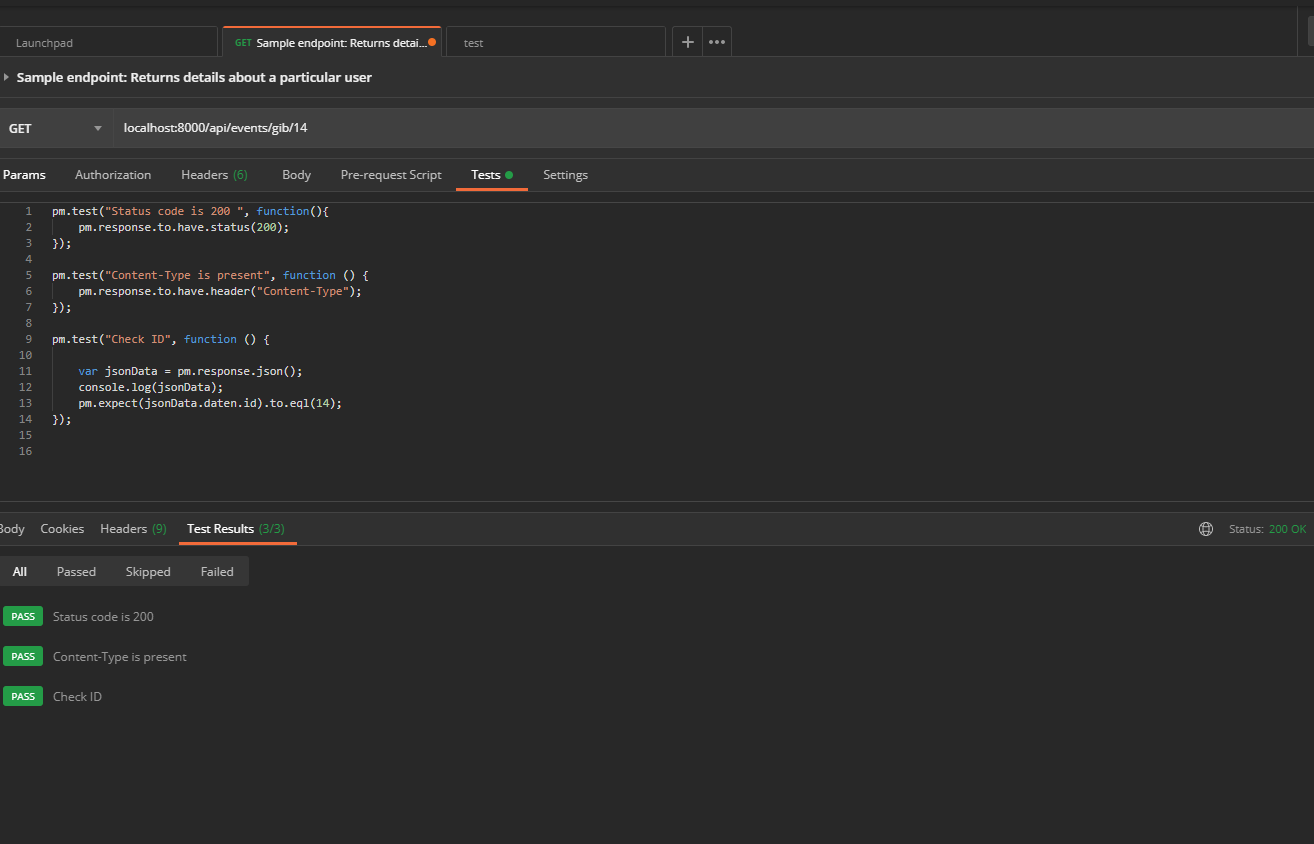 Launchpad
GET Sample endpoint: Returns detai...
test
Sample endpoint: Returns details about a particular user
GET localhost:8000/api/events/gib/14
Params Authorization Headers (6) Body Pre-request Script Tests Settings
1 pm.test("Status code is 200 ", function(){
2 pm.response.to.have.status(200);
3 });
4
5 pm.test("Content-Type is present", function () {
6 pm.response.to.have.header("Content-Type");
7 });
8
9 pm.test("Check ID", function () {
10
11 var jsonData = pm.response.json();
12 console.log(jsonData);
13 pm.expect(jsonData.daten.id).to.eql(14);
14 });
15
16
Body Cookies Headers (9) Test Results (3/3) Status: 200 OK
All Passed Skipped Failed
PASS Status code is 200
PASS Content-Type is present
PASS Check ID